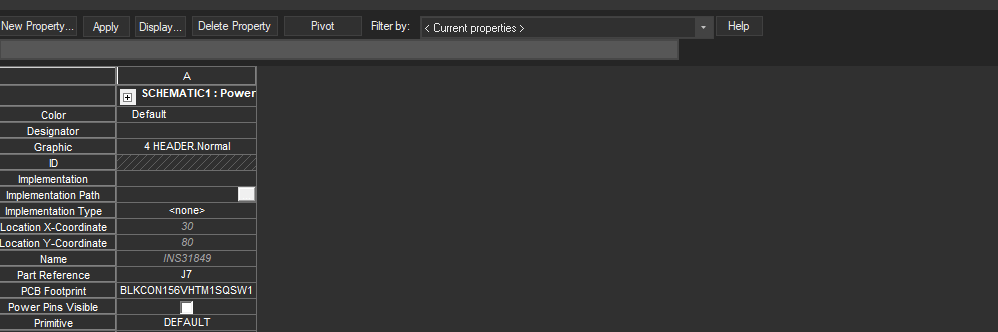 New Property... Apply Display... Delete Property Pivot Filter by: < Current properties > Help
A
SCHEMATIC1 : Power
Color Default
Designator
Graphic 4 HEADER.Normal
ID
Implementation
Implementation Path
Implementation Type <none>
Location X-Coordinate 30
Location Y-Coordinate 80
Name INS31849
Part Reference J7
PCB Footprint BLKCON156VHTM1SQSW1
Power Pins Visible
Primitive DEFAULT